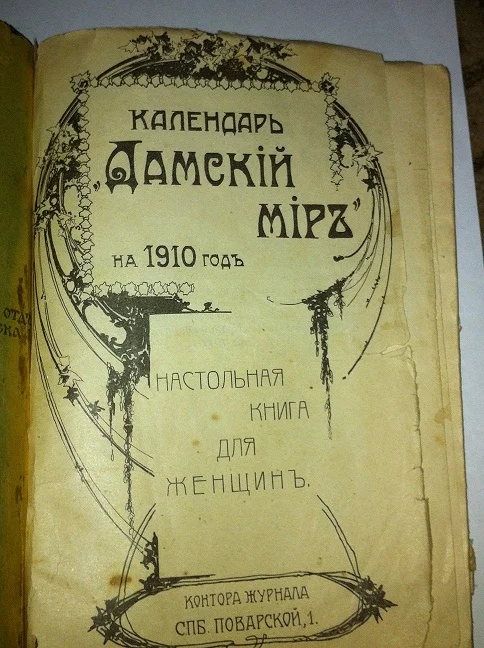 КАЛЕНДАРЬ
„ДАМСКІЙ
МІРЪ"
НА 1910 ГОДЪ
НАСТОЛЬНАЯ
КНИГА
ДЛЯ
ЖЕНЩИНЪ.
КОНТОРА ЖУРНАЛА
СПБ. ПОВАРСКОЙ, 1.